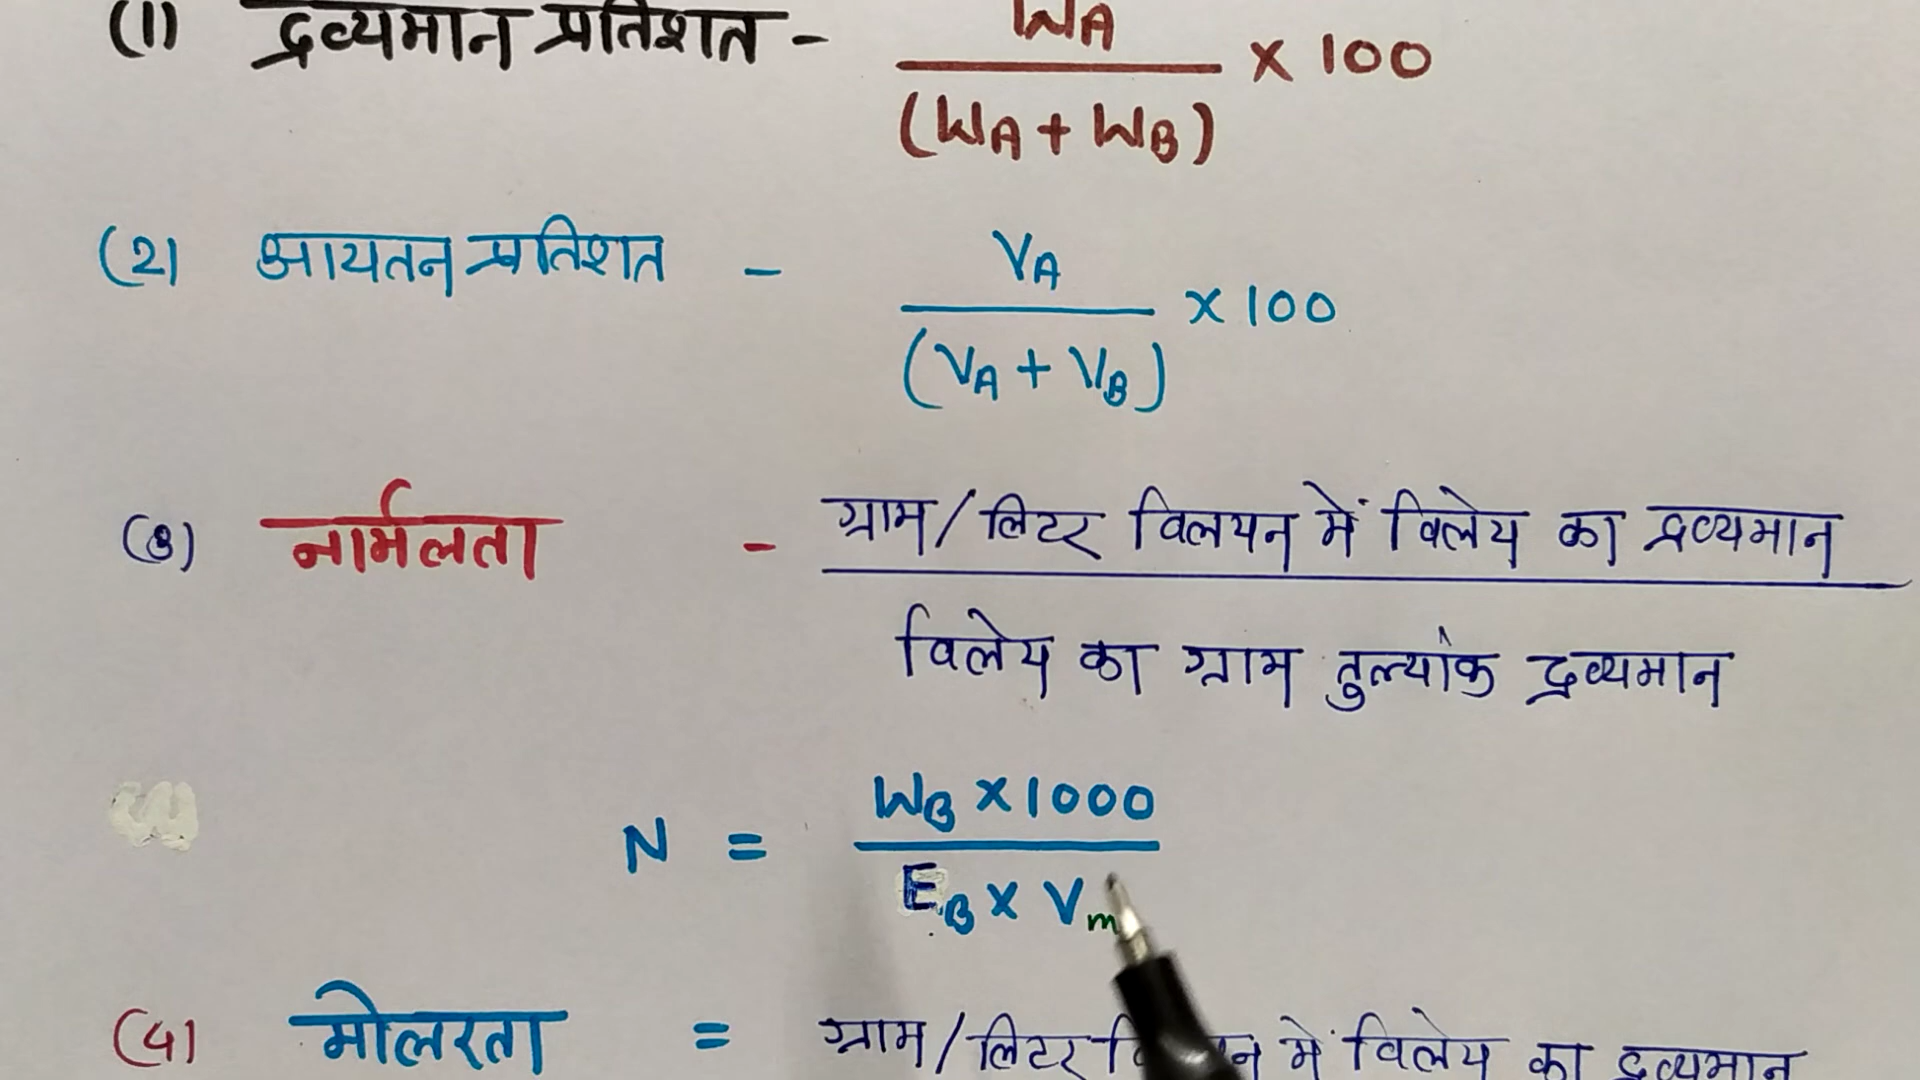 (1) द्रव्यमान प्रतिशत - WA
(WA + WB) × 100
(2) आयतन प्रतिशत - VA
(VA + VB) × 100
(3) नार्मलता - ग्राम/लिटर विलयन में विलेय का द्रव्यमान
विलेय का ग्राम तुल्यांक द्रव्यमान
N = WB × 1000
EB × Vm
(4) मोलरता = ग्राम/लिटर में विलेय का द्रव्यमान